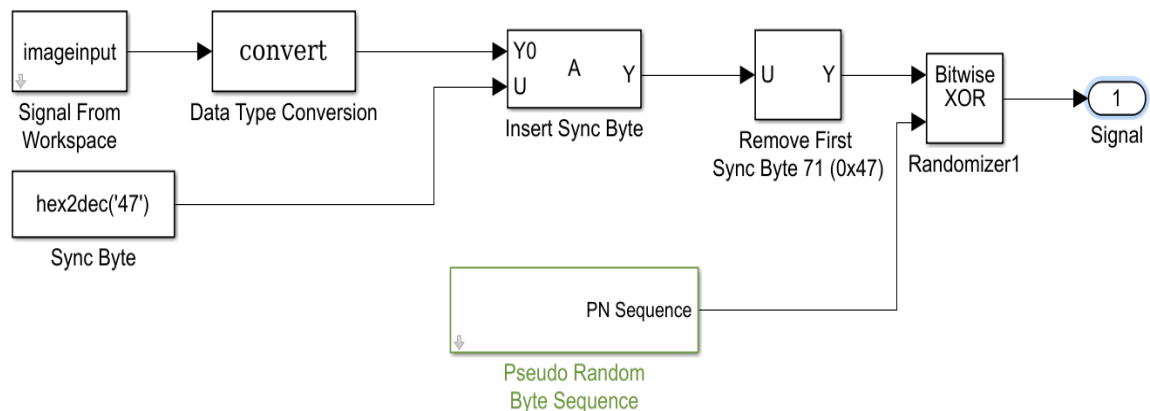 imageinput
Signal From
Workspace
convert
Data Type Conversion
Y0
U
A
Y
Insert Sync Byte
U
Y
Remove First
Sync Byte 71 (0x47)
Bitwise
XOR
Randomizer1
1
Signal
hex2dec('47')
Sync Byte
PN Sequence
Pseudo Random
Byte Sequence